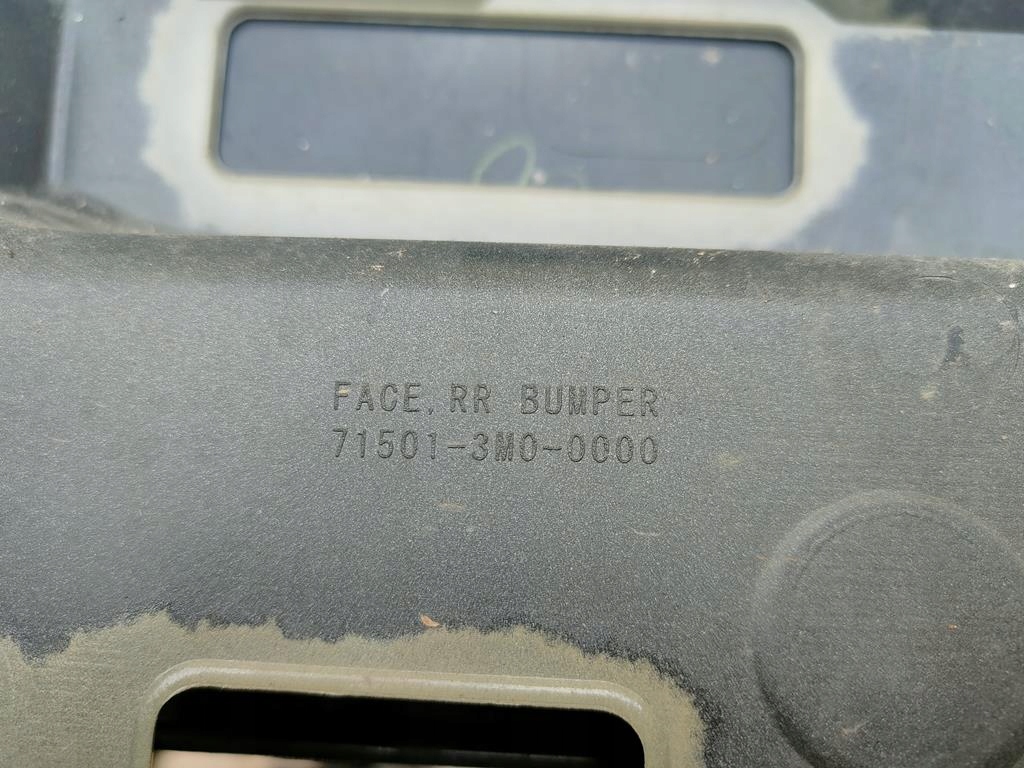 FACE, RR BUMPER
71501-3M0-0000